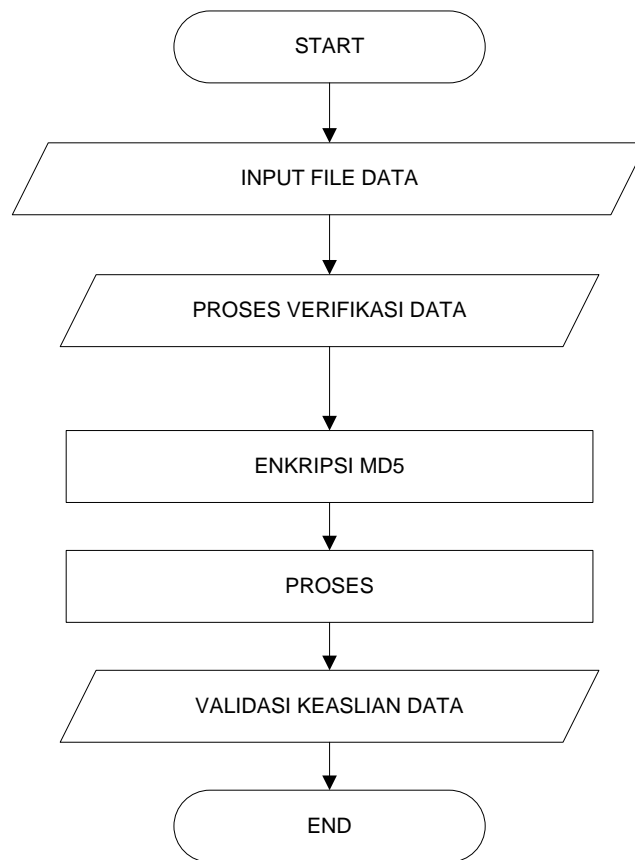 START
INPUT FILE DATA
PROSES VERIFIKASI DATA
ENKRIPSI MD5
PROSES
VALIDASI KEASLIAN DATA
END